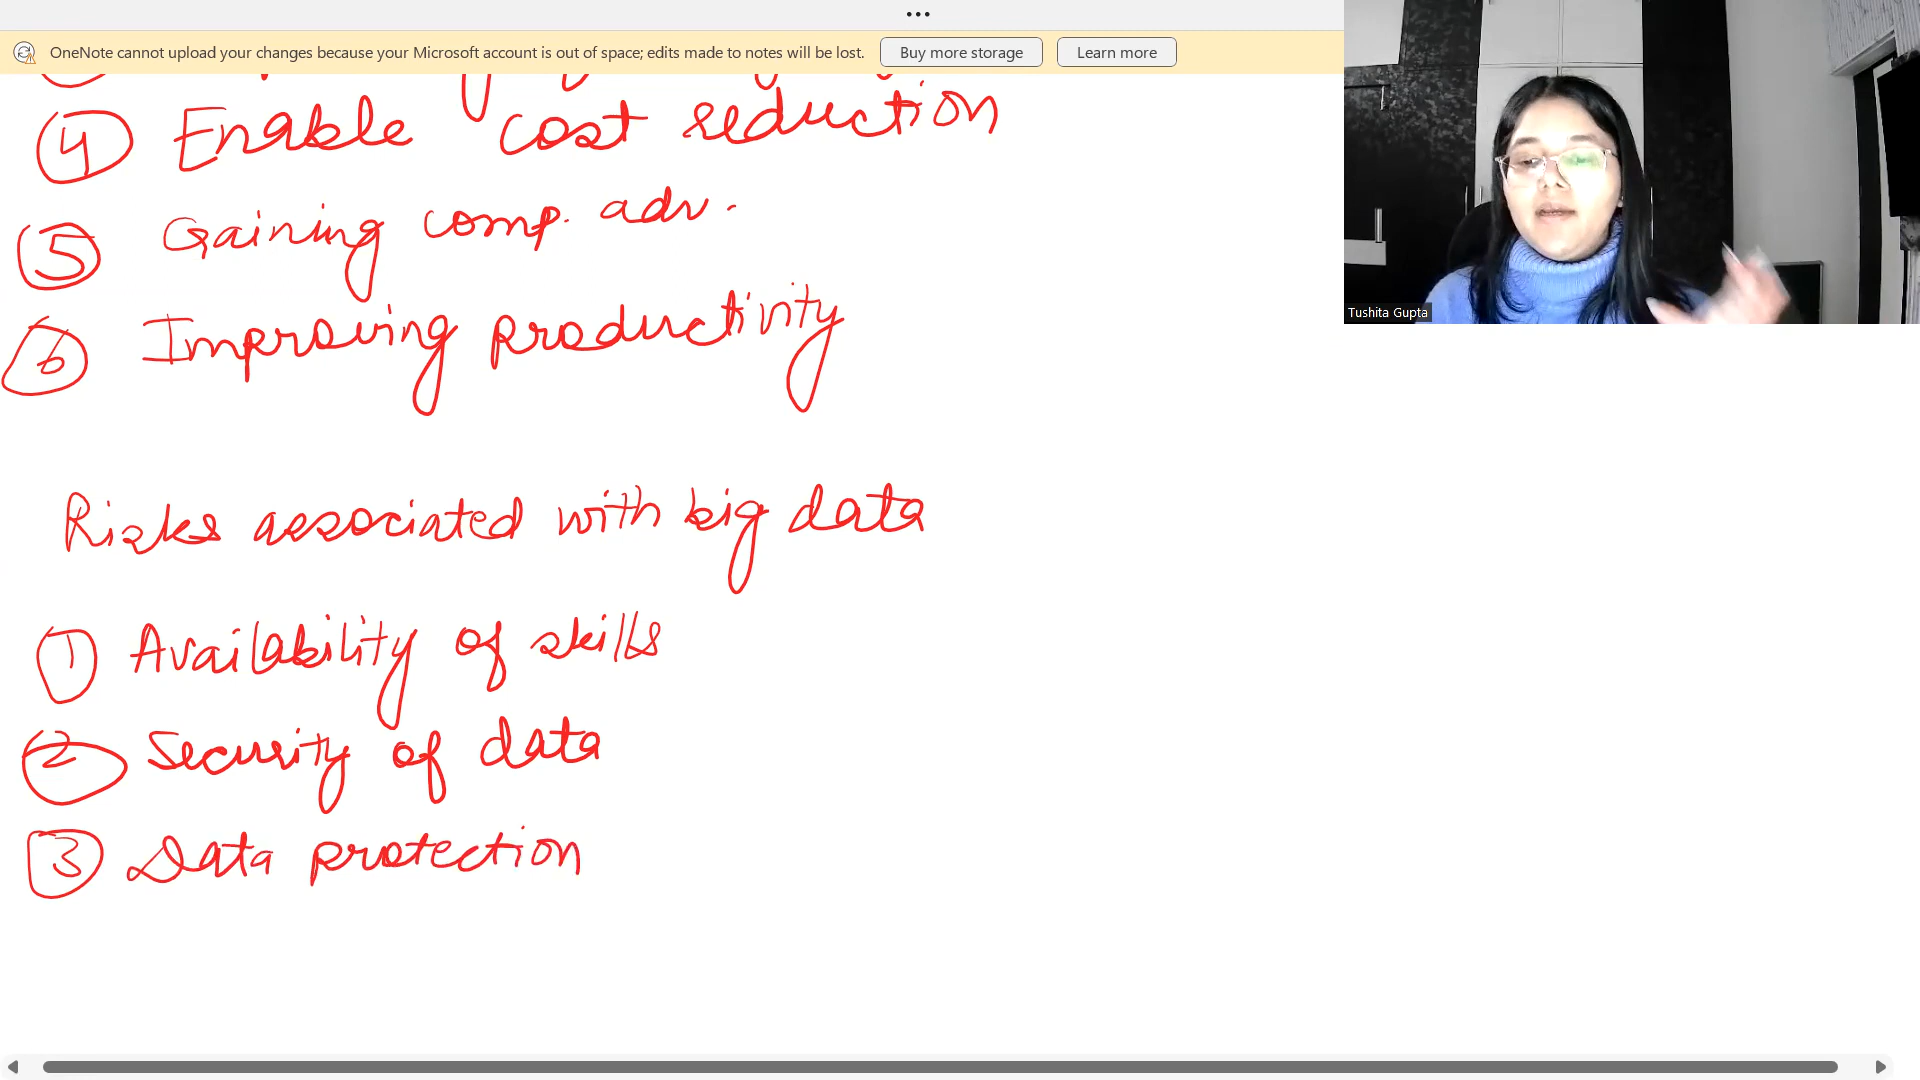 OneNote cannot upload your changes because your Microsoft account is out of space; edits made to notes will be lost. Buy more storage Learn more
4 Enable cost reduction
5 Gaining comp. adv.
6 Improving productivity
Risks associated with big data
1 Availability of skills
2 Security of data
3 Data protection
Tushita Gupta